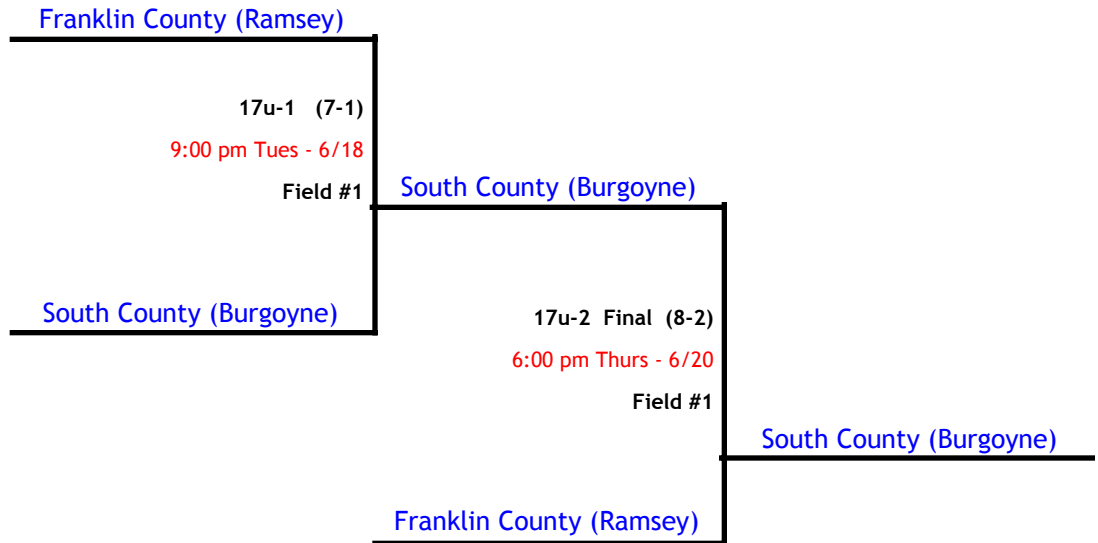 Franklin County (Ramsey)
17u-1 (7-1)
9:00 pm Tues - 6/18
Field #1
South County (Burgoyne)
South County (Burgoyne)
17u-2 Final (8-2)
6:00 pm Thurs - 6/20
Field #1
South County (Burgoyne)
Franklin County (Ramsey)